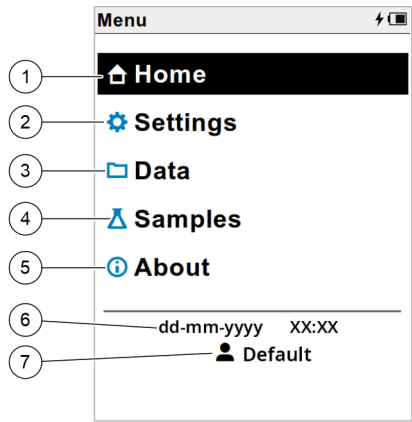 Menu
1 Home
2 Settings
3 Data
4 Samples
5 About
6 dd-mm-yyyy XX:XX
7 Default